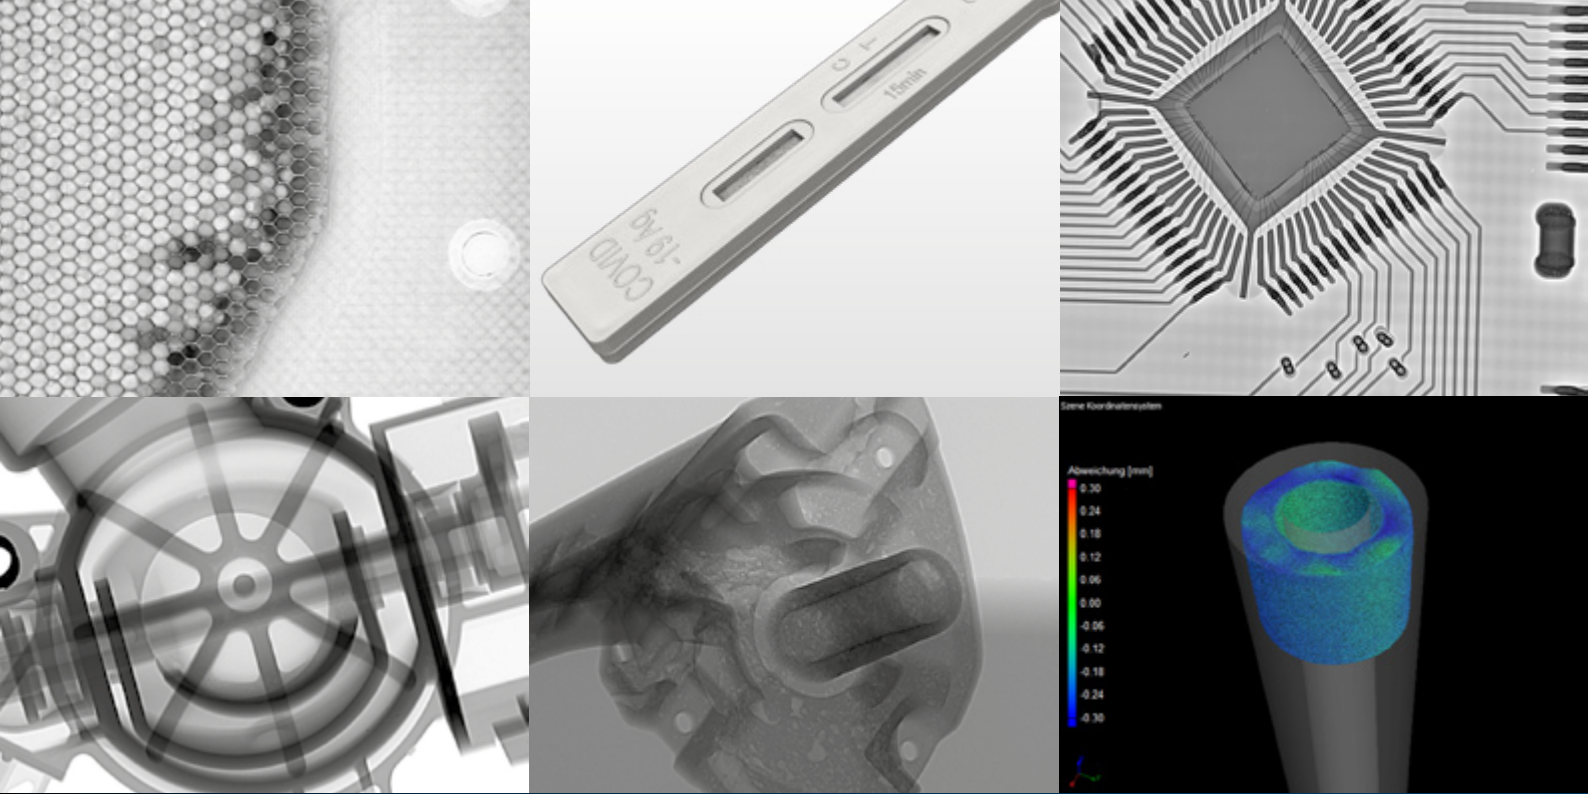 C T
15min
COVID
-19 Ag
Szene Koordinatensystem
Abweichung [mm]
0.30
0.24
0.18
0.12
0.06
0.00
-0.06
-0.12
-0.18
-0.24
-0.30